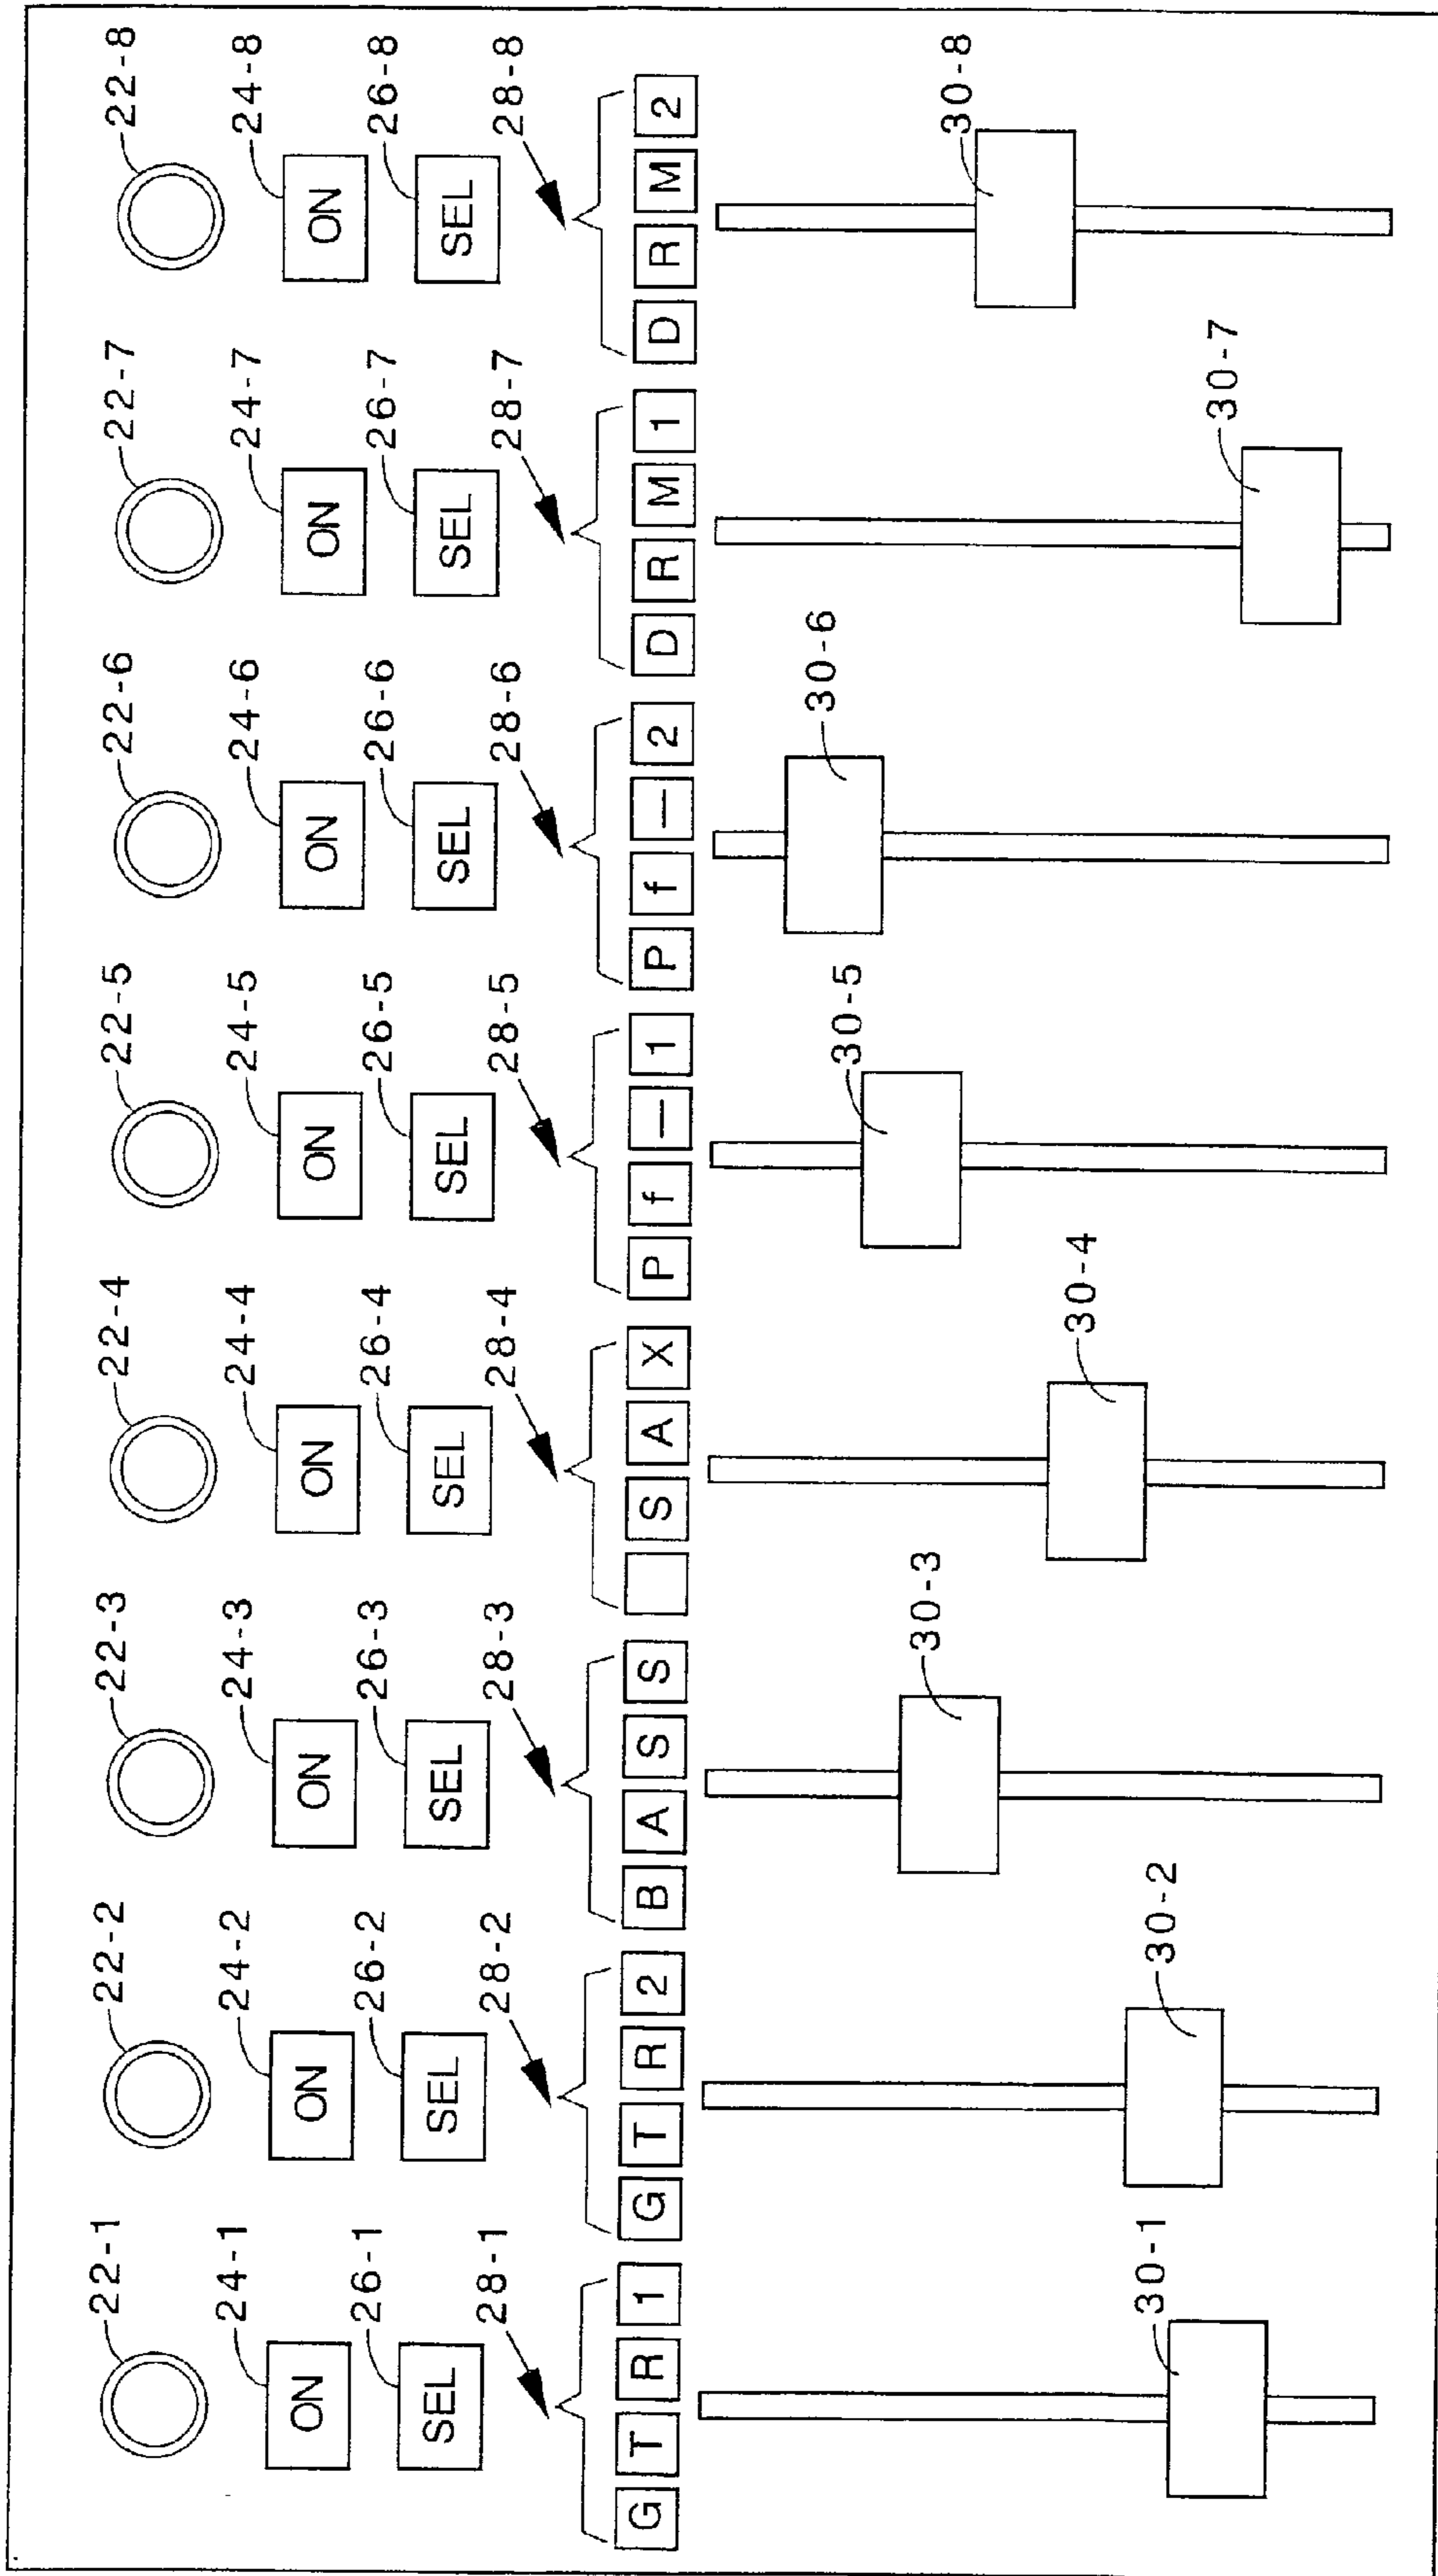 22-1 22-2 22-3 22-4 22-5 22-6 22-7 22-8
24-1 24-2 24-3 24-4 24-5 24-6 24-7 24-8
ON ON ON ON ON ON ON ON
26-1 26-2 26-3 26-4 26-5 26-6 26-7 26-8
SEL SEL SEL SEL SEL SEL SEL SEL
28-1 28-2 28-3 28-4 28-5 28-6 28-7 28-8
G T R 1 G T R 2 B A S S S A X P f — 1 P f — 2 D R M 1 D R M 2
30-1 30-2 30-3 30-4 30-5 30-6 30-7 30-8